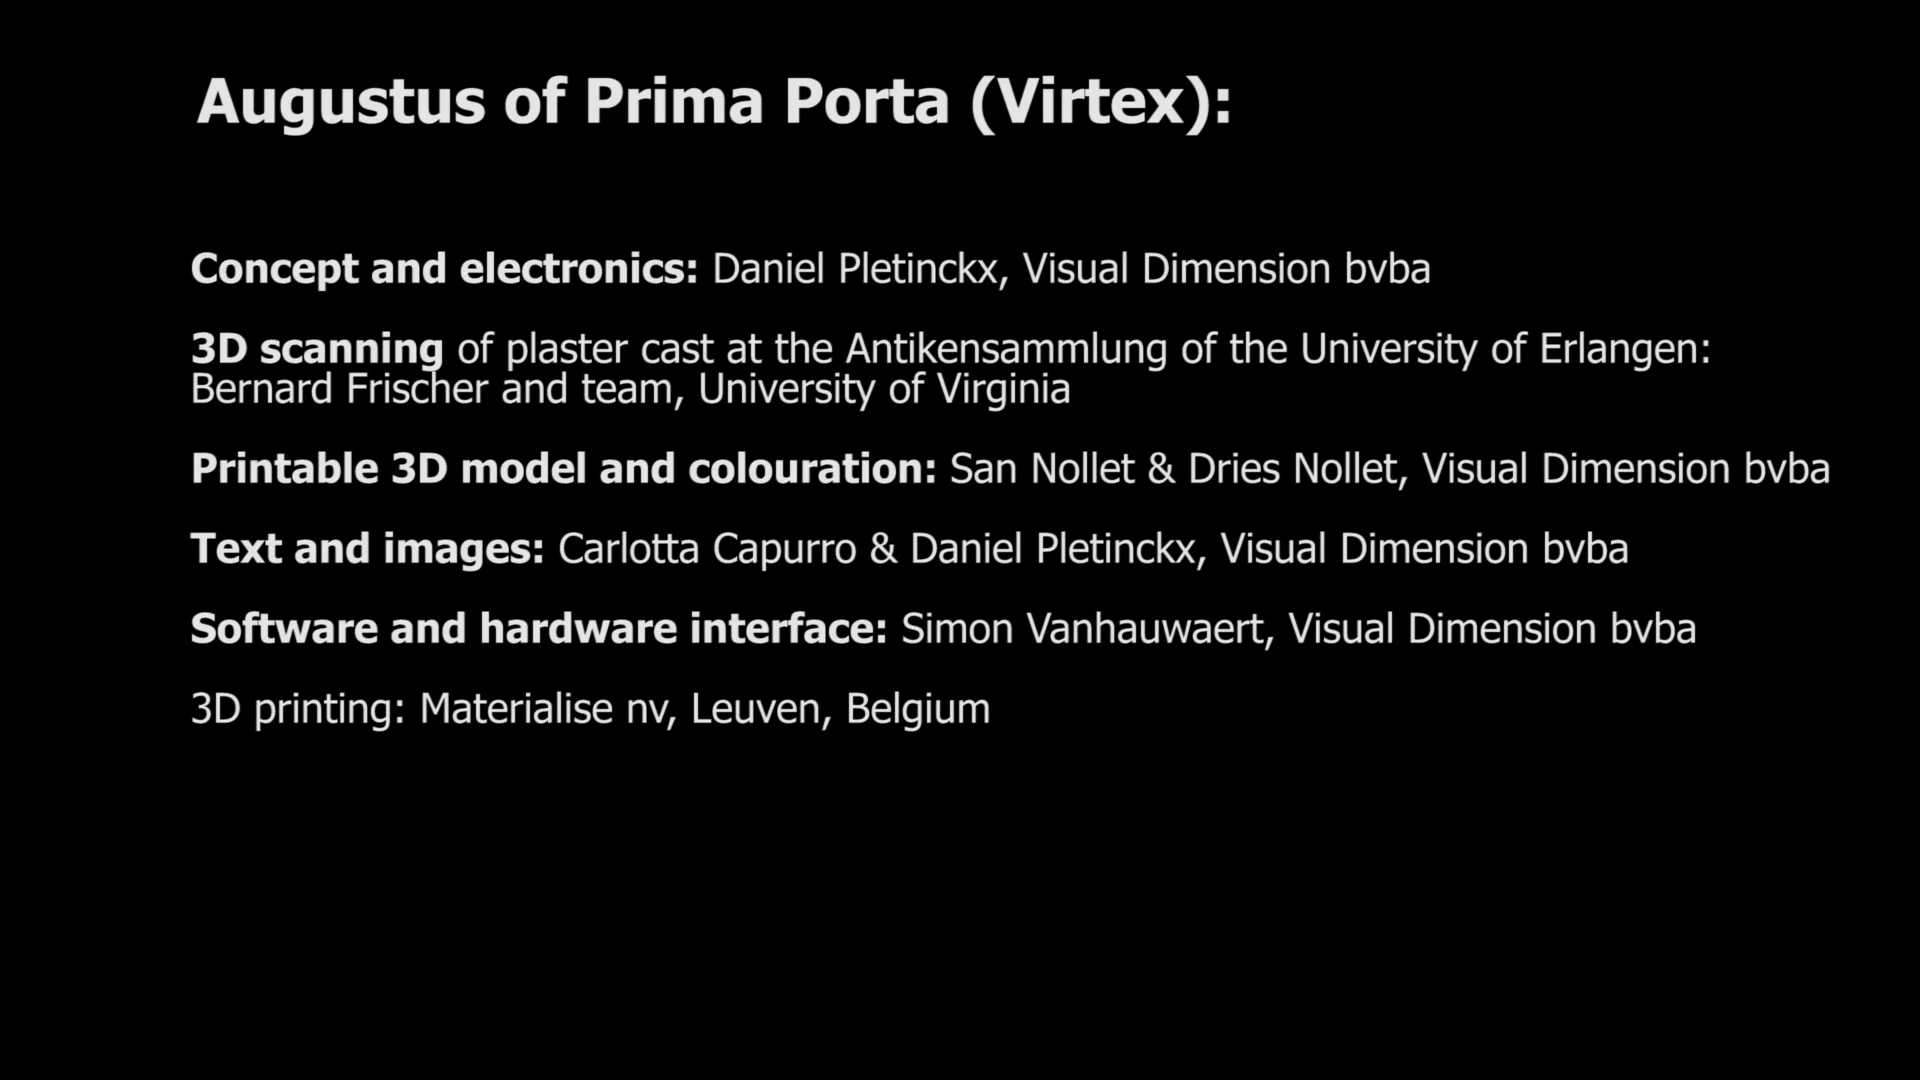 Augustus of Prima Porta (Virtex):
Concept and electronics: Daniel Pletinckx, Visual Dimension bvba
3D scanning of plaster cast at the Antikensammlung of the University of Erlangen:
Bernard Frischer and team, University of Virginia
Printable 3D model and colouration: San Nollet & Dries Nollet, Visual Dimension bvba
Text and images: Carlotta Capurro & Daniel Pletinckx, Visual Dimension bvba
Software and hardware interface: Simon Vanhauwaert, Visual Dimension bvba
3D printing: Materialise nv, Leuven, Belgium